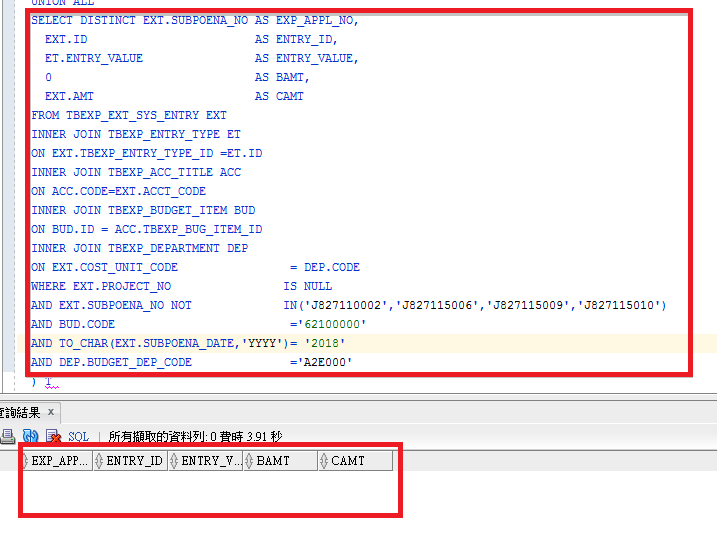 UNION ALL
SELECT DISTINCT EXT.SUBPOENA_NO AS EXP_APPL_NO,
EXT.ID AS ENTRY_ID,
ET.ENTRY_VALUE AS ENTRY_VALUE,
0 AS BAMT,
EXT.AMT AS CAMT
FROM TBEXP_EXT_SYS_ENTRY EXT
INNER JOIN TBEXP_ENTRY_TYPE ET
ON EXT.TBEXP_ENTRY_TYPE_ID =ET.ID
INNER JOIN TBEXP_ACC_TITLE ACC
ON ACC.CODE=EXT.ACCT_CODE
INNER JOIN TBEXP_BUDGET_ITEM BUD
ON BUD.ID = ACC.TBEXP_BUG_ITEM_ID
INNER JOIN TBEXP_DEPARTMENT DEP
ON EXT.COST_UNIT_CODE = DEP.CODE
WHERE EXT.PROJECT_NO IS NULL
AND EXT.SUBPOENA_NO NOT IN('J827110002','J827115006','J827115009','J827115010')
AND BUD.CODE ='62100000'
AND TO_CHAR(EXT.SUBPOENA_DATE,'YYYY')= '2018'
AND DEP.BUDGET_DEP_CODE ='A2E000'
)
查詢結果 x
SQL | 所有擷取的資料列: 0 費時 3.91 秒
EXP_APP... ENTRY_ID ENTRY_V... BAMT CAMT